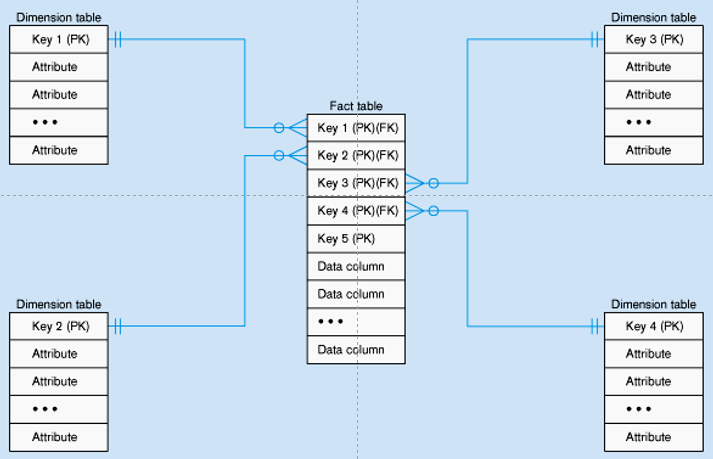 Dimension table
Key 1 (PK)
Attribute
Attribute
•••
Attribute
Dimension table
Key 3 (PK)
Attribute
Attribute
•••
Attribute
Fact table
Key 1 (PK)(FK)
Key 2 (PK)(FK)
Key 3 (PK)(FK)
Key 4 (PK)(FK)
Key 5 (PK)
Data column
Data column
•••
Data column
Dimension table
Key 2 (PK)
Attribute
Attribute
•••
Attribute
Dimension table
Key 4 (PK)
Attribute
Attribute
•••
Attribute